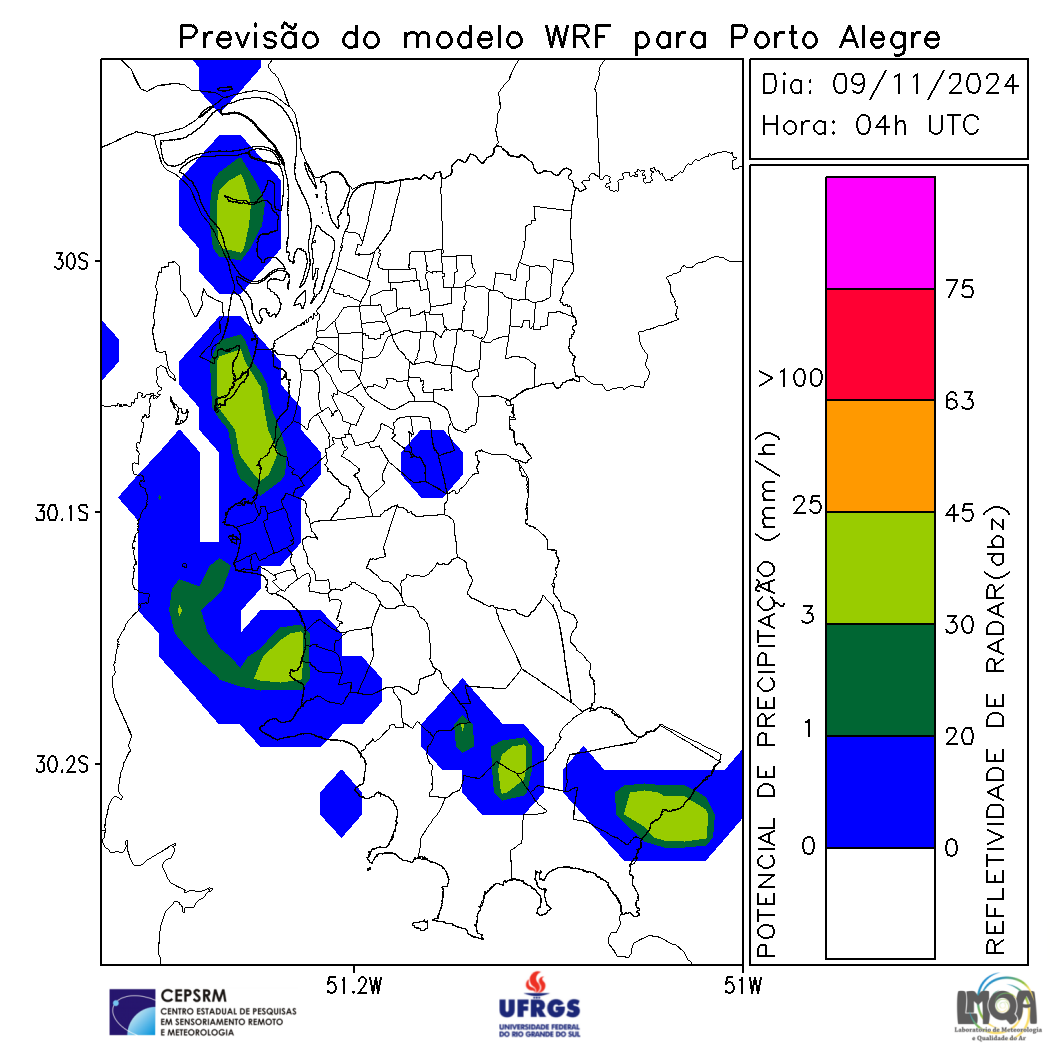 Previsão do modelo WRF para Porto Alegre
Dia: 09/11/2024
Hora: 04h UTC
30S
30.1S
30.2S
51.2W
51W
POTENCIAL DE PRECIPITAÇÃO (mm/h)
>100
25
3
1
0
75
63
45
30
20
0
REFLETIVIDADE DE RADAR(dbz)
CEPSRM
CENTRO ESTADUAL DE PESQUISAS
EM SENSORIAMENTO REMOTO
E METEOROLOGIA
UFRGS
UNIVERSIDADE FEDERAL
DO RIO GRANDE DO SUL
LMQA
Laboratório de Meteorologia
e Qualidade do Ar